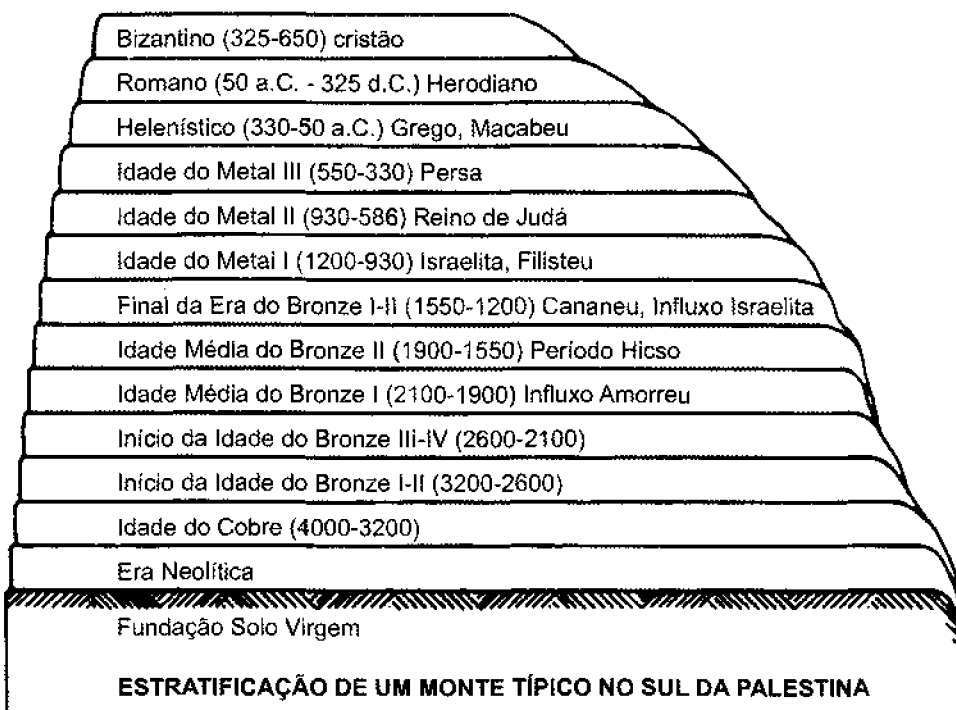 Bizantino (325-650) cristão
Romano (50 a.C. - 325 d.C.) Herodiano
Helenístico (330-50 a.C.) Grego, Macabeu
Idade do Metal III (550-330) Persa
Idade do Metal II (930-586) Reino de Judá
Idade do Metal I (1200-930) Israelita, Filisteu
Final da Era do Bronze I-II (1550-1200) Cananeu, Influxo Israelita
Idade Média do Bronze II (1900-1550) Período Hicso
Idade Média do Bronze I (2100-1900) Influxo Amorreu
Início da Idade do Bronze III-IV (2600-2100)
Início da Idade do Bronze I-II (3200-2600)
Idade do Cobre (4000-3200)
Era Neolítica
Fundação Solo Virgem
ESTRATIFICAÇÃO DE UM MONTE TÍPICO NO SUL DA PALESTINA